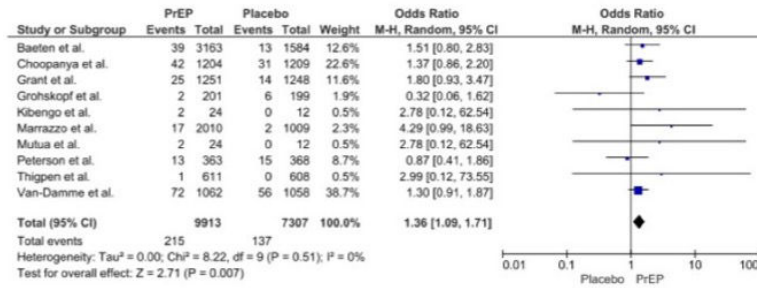 PrEP Placebo Odds Ratio Odds Ratio
Study or Subgroup Events Total Events Total Weight M-H, Random, 95% CI M-H, Random, 95% CI
Baeten et al. 39 3163 13 1584 12.6% 1.51 [0.80, 2.83]
Choopanya et al. 42 1204 31 1209 22.6% 1.37 [0.86, 2.20]
Grant et al. 25 1251 14 1248 11.4% 1.80 [0.93, 3.47]
Grohskopf et al. 2 201 6 199 1.9% 0.32 [0.06, 1.62]
Kibengo et al. 2 24 0 12 0.5% 2.78 [0.12, 62.54]
Marrazzo et al. 17 2010 2 1009 2.3% 4.29 [0.99, 18.63]
Mutua et al. 2 24 0 12 0.5% 2.78 [0.12, 62.54]
Peterson et al. 13 363 15 368 8.7% 0.87 [0.41, 1.86]
Thigpen et al. 1 611 0 608 0.5% 2.99 [0.12, 73.55]
Van-Damme et al. 72 1062 56 1058 38.7% 1.30 [0.91, 1.87]
Total (95% CI) 9913 7307 100.0% 1.36 [1.09, 1.71]
Total events 215 137
Heterogeneity: Tau² = 0.00; Chi² = 8.22, df = 9 (P = 0.51); I² = 0%
Test for overall effect: Z = 2.71 (P = 0.007)
0.01 0.1 1 10 100
Placebo PrEP